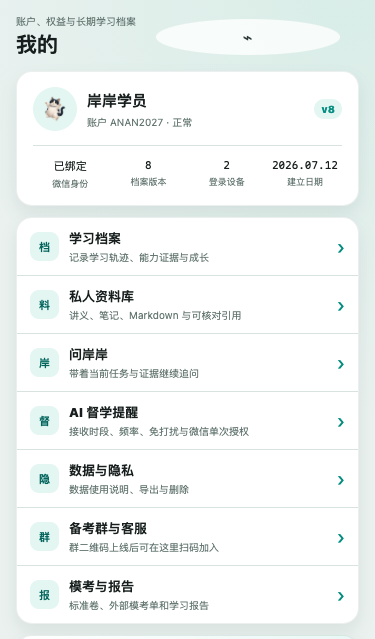 账户、权益与长期学习档案
我的
⌁
岸岸学员
账户 ANAN2027 · 正常
v8
已绑定 8 2 2026.07.12
微信身份 档案版本 登录设备 建立日期
档 学习档案 ›
记录学习轨迹、能力证据与成长
料 私人资料库 ›
讲义、笔记、Markdown 与可核对引用
岸 问岸岸 ›
带着当前任务与证据继续追问
督 AI 督学提醒 ›
接收时段、频率、免打扰与微信单次授权
隐 数据与隐私 ›
数据使用说明、导出与删除
群 备考群与客服 ›
群二维码上线后可在这里扫码加入
报 模考与报告 ›
标准卷、外部模考单和学习报告